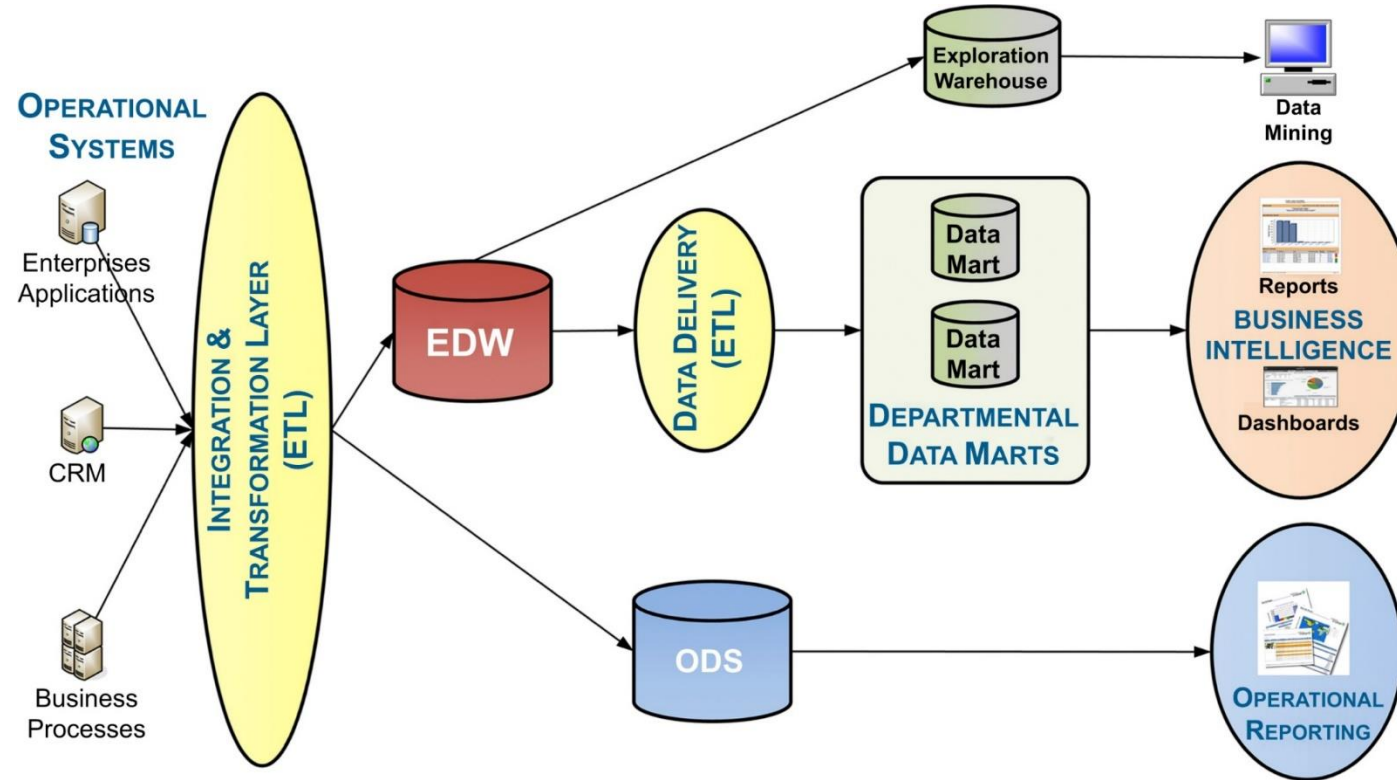 OPERATIONAL
SYSTEMS
Enterprises
Applications
CRM
Business
Processes
INTEGRATION &
TRANSFORMATION LAYER
(ETL)
EDW
ODS
DATA DELIVERY
(ETL)
Exploration
Warehouse
Data
Mart
Data
Mart
DEPARTMENTAL
DATA MARTS
Data
Mining
Reports
BUSINESS
INTELLIGENCE
Dashboards
OPERATIONAL
REPORTING